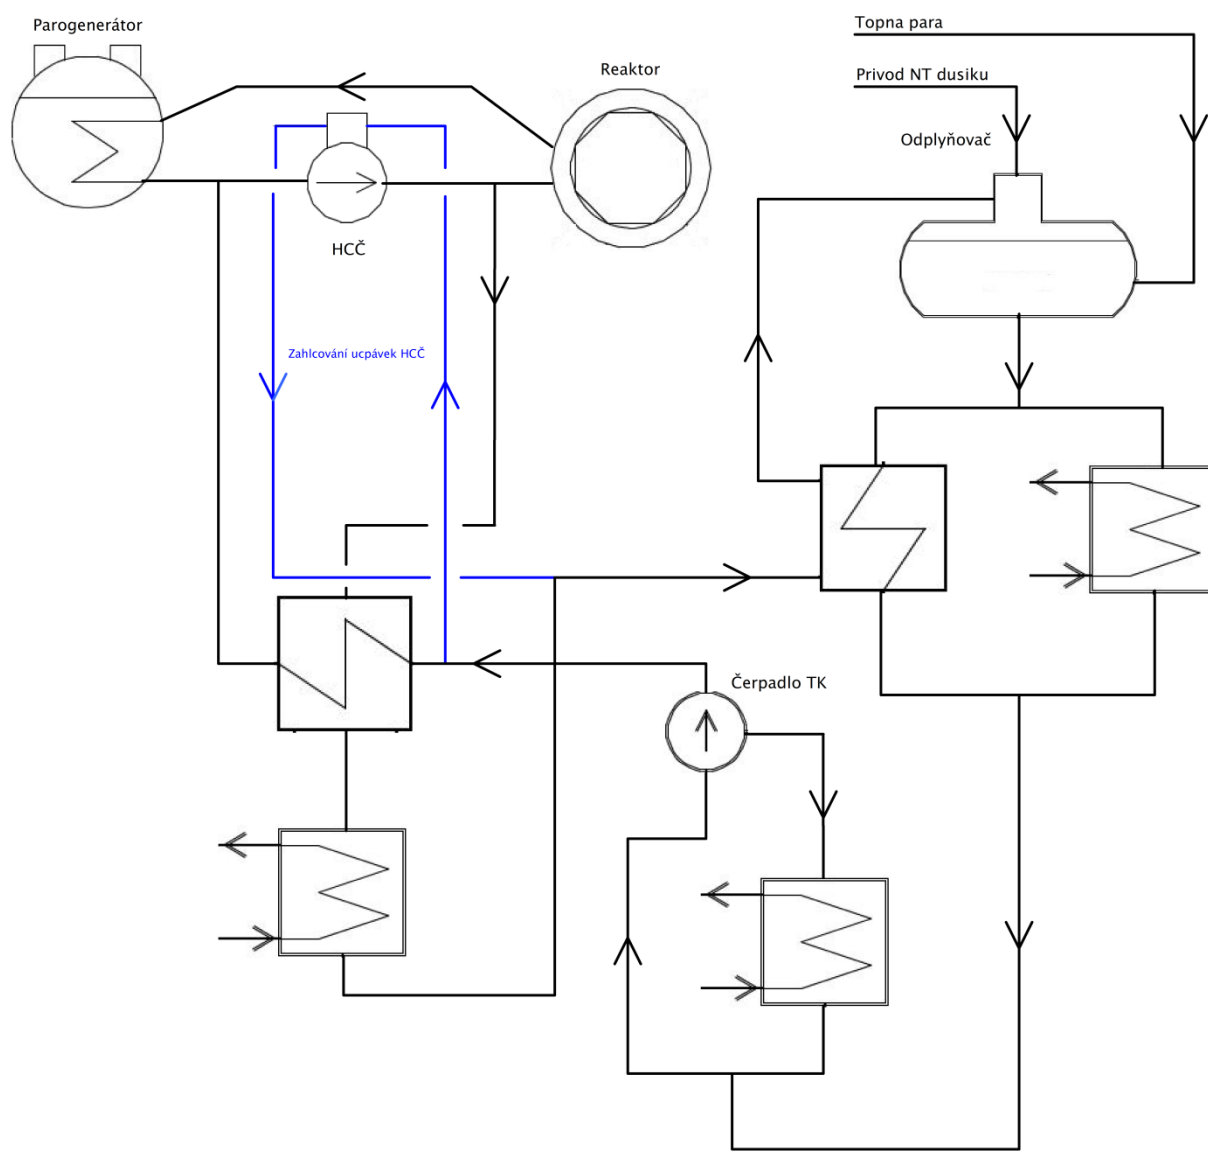 Parogenerátor
Topna para
Reaktor
Privod NT dusiku
Odplyňovač
HCČ
Zahlcování ucpávek HCČ
Čerpadlo TK